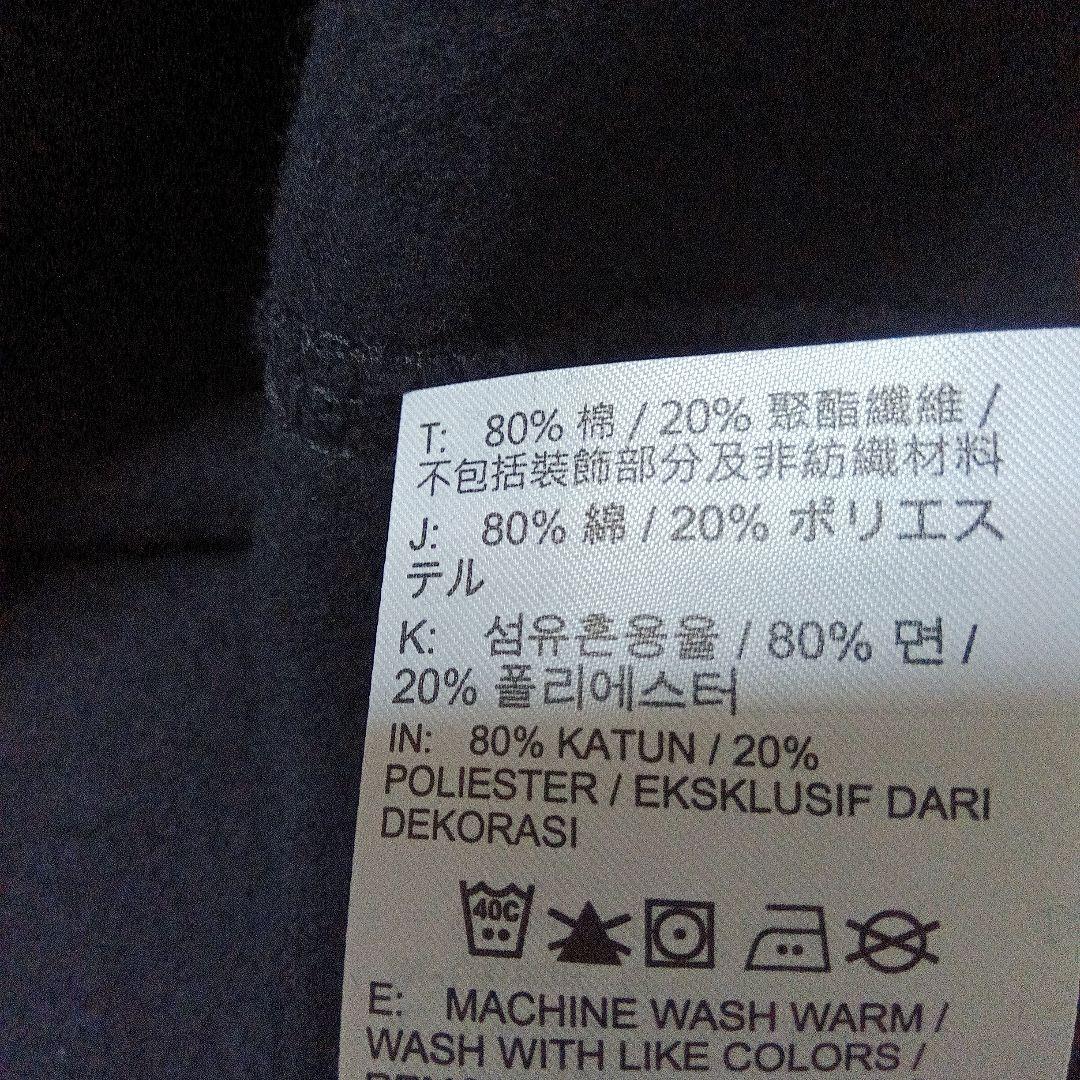 T: 80% 棉 / 20% 聚酯纖維 /
不包括裝飾部分及非紡織材料
J: 80% 綿 / 20% ポリエス
テル
K: 섬유혼용율 / 80% 면 /
20% 폴리에스터
IN: 80% KATUN / 20%
POLIESTER / EKSKLUSIF DARI
DEKORASI
40C
E: MACHINE WASH WARM /
WASH WITH LIKE COLORS /